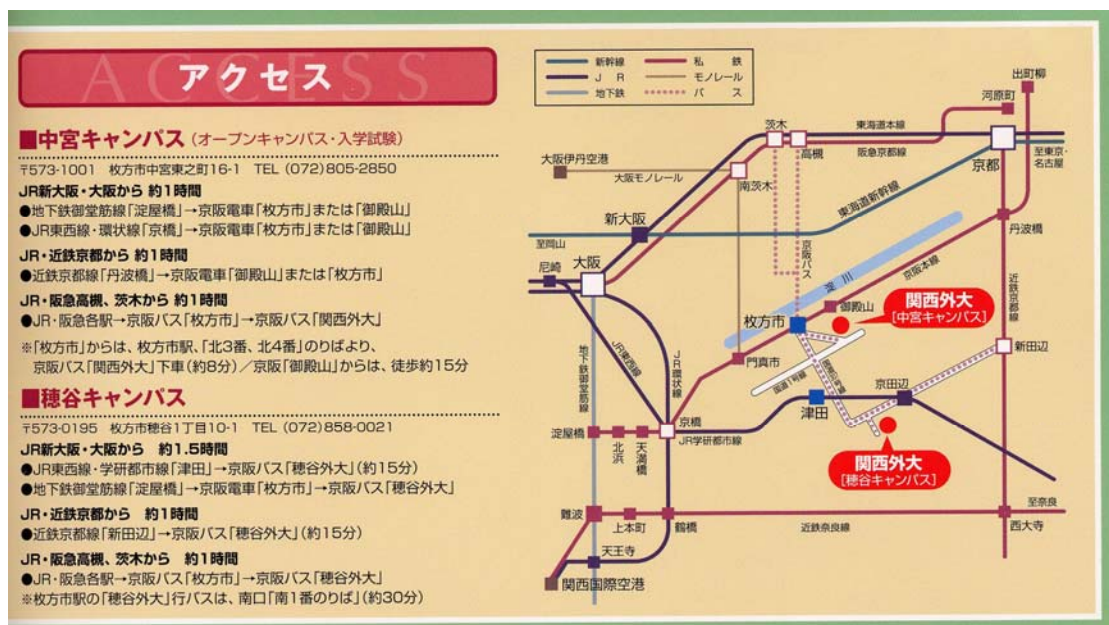 ACCESS
アクセス
■中宮キャンパス(オープンキャンパス・入学試験)
〒573-1001 枚方市中宮東之町16-1 TEL (072)805-2850
JR新大阪・大阪から 約1時間
●地下鉄御堂筋線「淀屋橋」→京阪電車「枚方市」または「御殿山」
●JR東西線・環状線「京橋」→京阪電車「枚方市」または「御殿山」
JR・近鉄京都から 約1時間
●近鉄京都線「丹波橋」→京阪電車「御殿山」または「枚方市」
JR・阪急高槻、茨木から 約1時間
●JR・阪急各駅→京阪バス「枚方市」→京阪バス「関西外大」
※「枚方市」からは、枚方市駅、「北3番、北4番」のりばより、
京阪バス「関西外大」下車(約8分)/京阪「御殿山」からは、徒歩約15分
■穂谷キャンパス
〒573-0195 枚方市穂谷1丁目10-1 TEL (072)858-0021
JR新大阪・大阪から 約1.5時間
●JR東西線・学研都市線「津田」→京阪バス「穂谷外大」(約15分)
●地下鉄御堂筋線「淀屋橋」→京阪電車「枚方市」→京阪バス「穂谷外大」
JR・近鉄京都から 約1時間
●近鉄京都線「新田辺」→京阪バス「穂谷外大」(約15分)
JR・阪急高槻、茨木から 約1時間
●JR・阪急各駅→京阪バス「枚方市」→京阪バス「穂谷外大」
※枚方市駅の「穂谷外大」行バスは、南口「南1番のりば」(約30分)
新幹線
私鉄
JR
モノレール
地下鉄
バス
出町柳
河原町
茨木
高槻
東海道本線
阪急京都線
京都
至東京・
名古屋
大阪伊丹空港
大阪モノレール
南茨木
東海道新幹線
新大阪
至岡山
丹波橋
京阪バス
淀川
京阪本線
尼崎
大阪
近鉄京都線
御殿山
関西外大
[中宮キャンパス]
枚方市
門真市
国道1号線
新田辺
地下鉄御堂筋線
JR東西線
JR環状線
京田辺
津田
京橋
JR学研都市線
淀屋橋
北浜
天満橋
関西外大
[穂谷キャンパス]
難波
上本町
鶴橋
近鉄奈良線
至奈良
西大寺
天王寺
関西国際空港